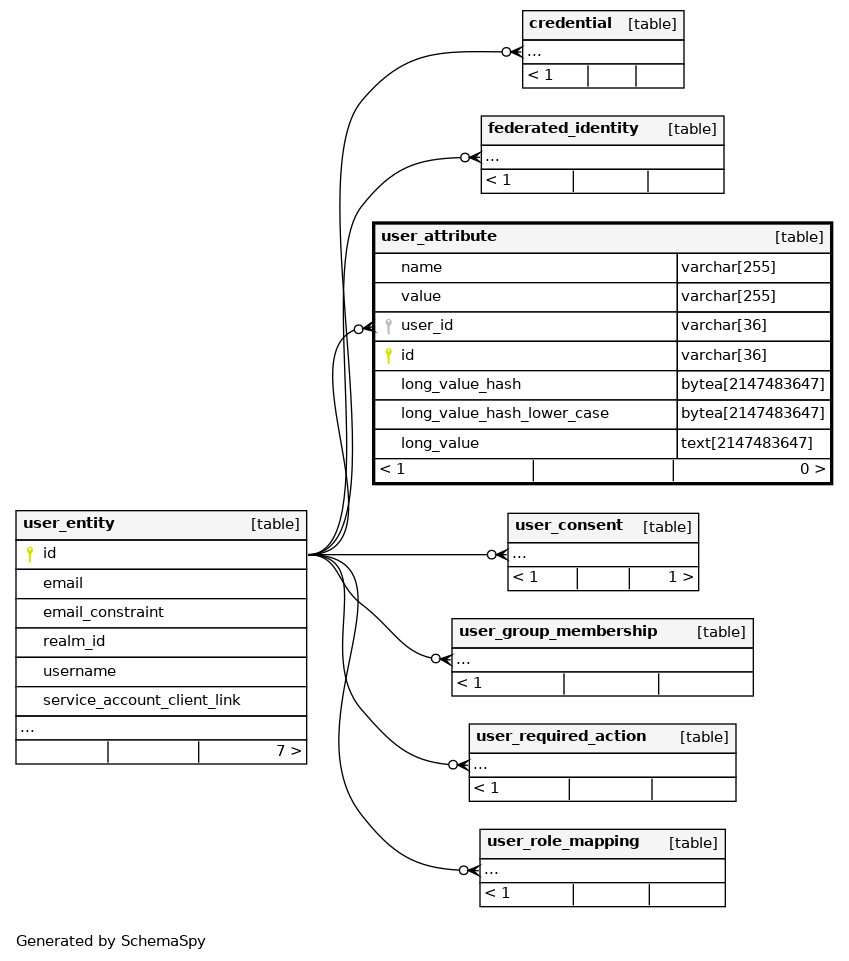 credential [table]
...
< 1
federated_identity [table]
...
< 1
user_attribute [table]
name varchar[255]
value varchar[255]
user_id varchar[36]
id varchar[36]
long_value_hash bytea[2147483647]
long_value_hash_lower_case bytea[2147483647]
long_value text[2147483647]
< 1 0 >
user_entity [table]
id
email
email_constraint
realm_id
username
service_account_client_link
...
7 >
user_consent [table]
...
< 1 1 >
user_group_membership [table]
...
< 1
user_required_action [table]
...
< 1
user_role_mapping [table]
...
< 1
Generated by SchemaSpy